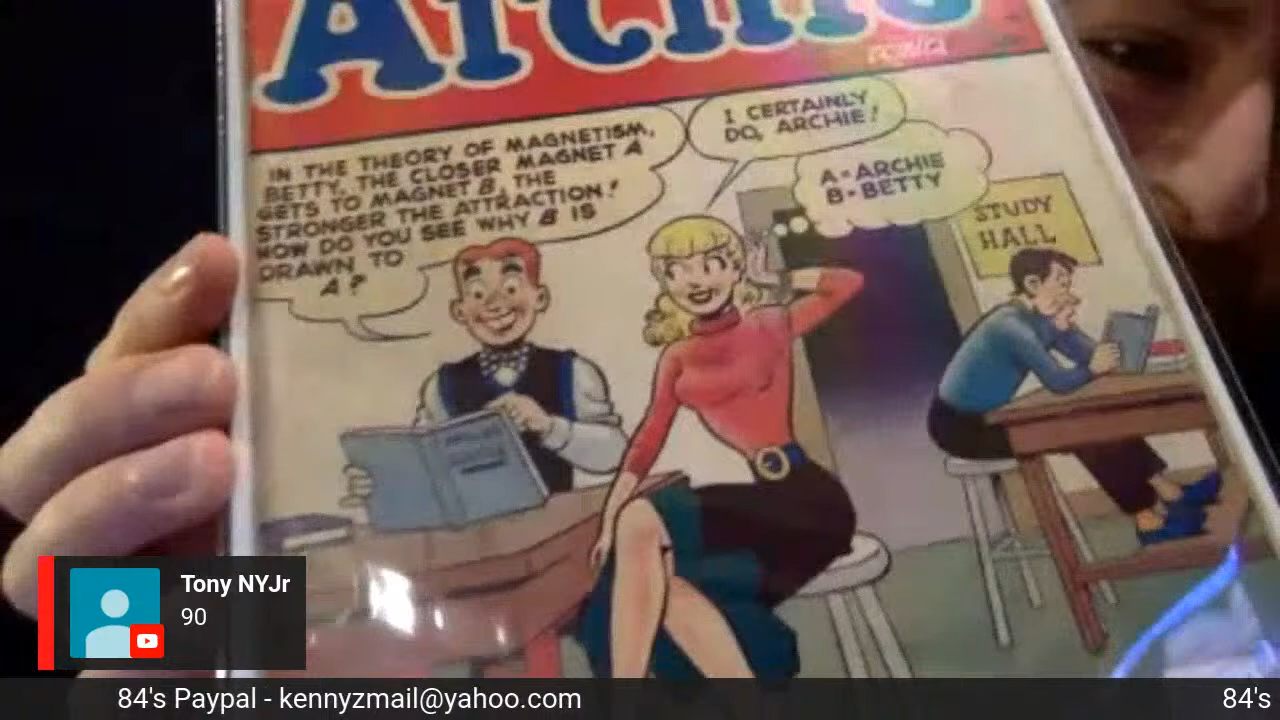 Archie
COMICS
IN THE THEORY OF MAGNETISM,
BETTY, THE CLOSER MAGNET A
GETS TO MAGNET B, THE
STRONGER THE ATTRACTION!
NOW DO YOU SEE WHY B IS
DRAWN TO
A?
I CERTAINLY
DO, ARCHIE!
A=ARCHIE
B=BETTY
STUDY
HALL
Tony NYJr
90
84's Paypal - kennyzmail@yahoo.com
84's